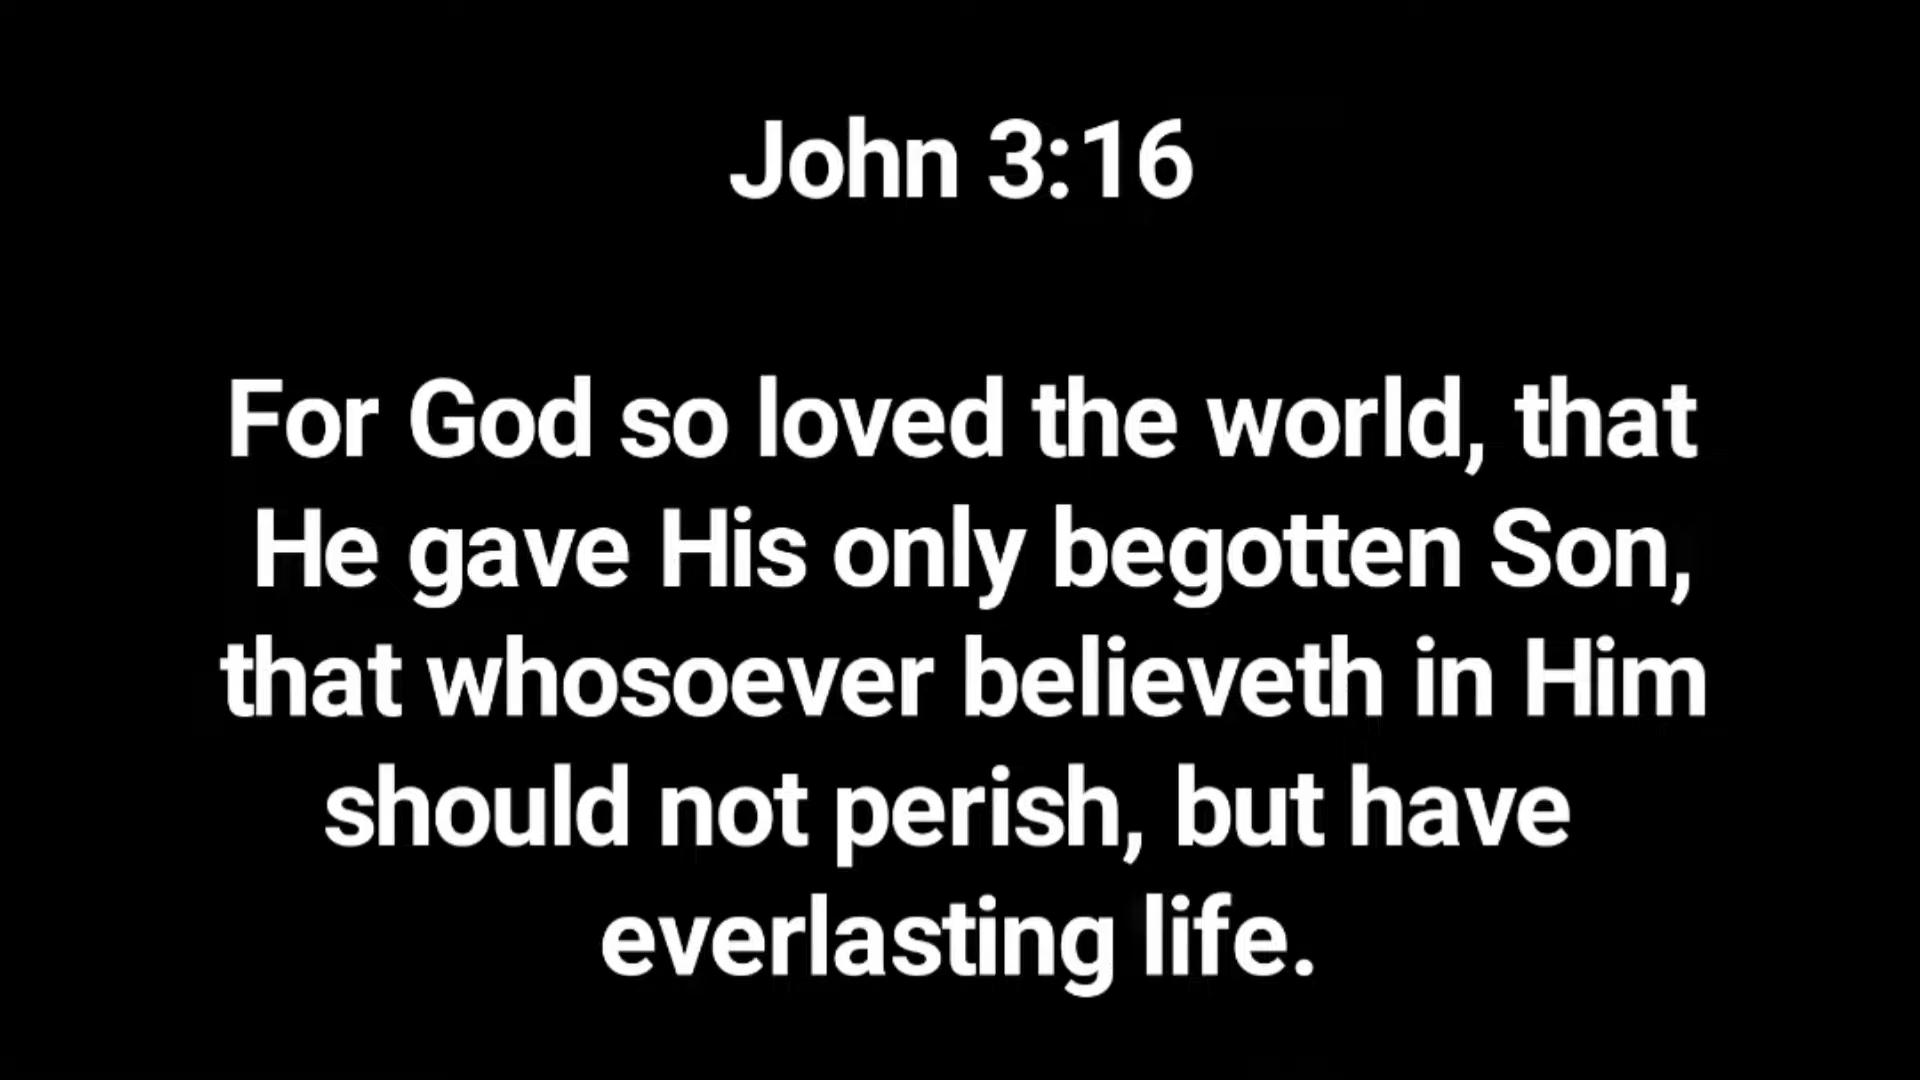 John 3:16
For God so loved the world, that
He gave His only begotten Son,
that whosoever believeth in Him
should not perish, but have
everlasting life.